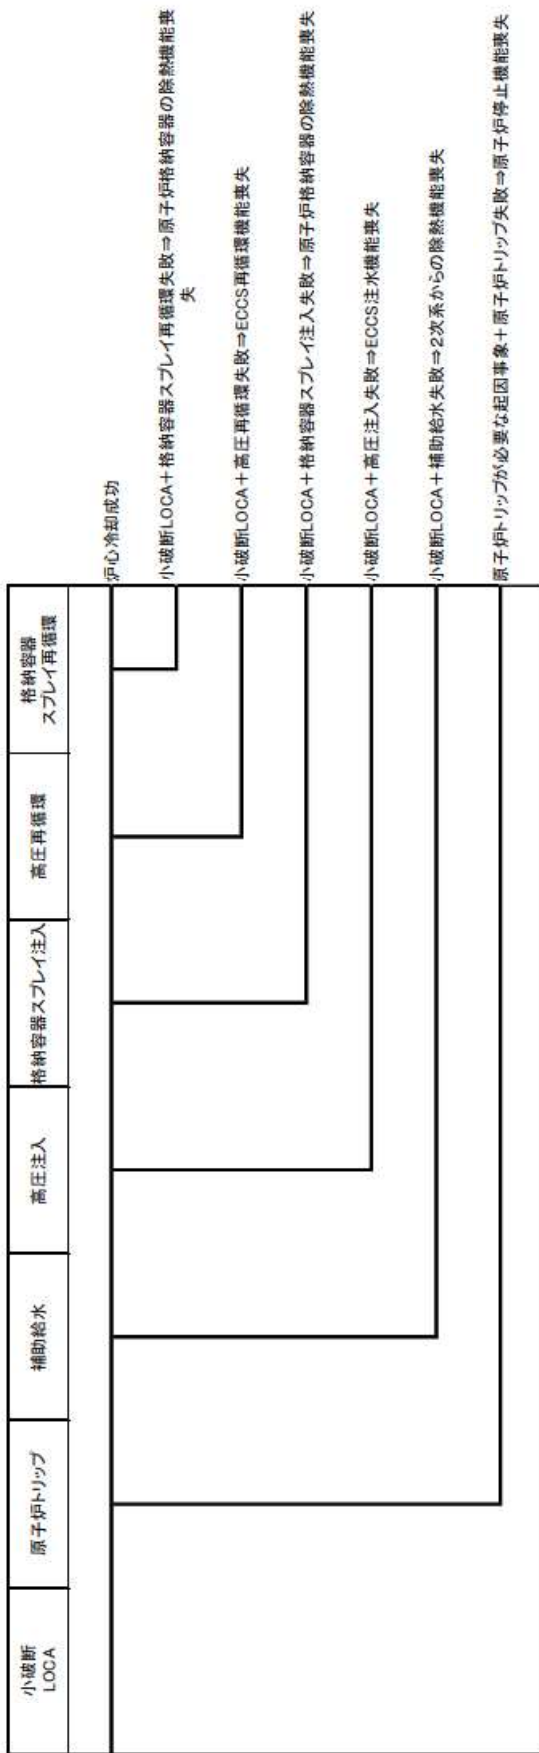 小破断
LOCA
原子炉トリップ
補助給水
高圧注入
格納容器スプレイ注入
高圧再循環
格納容器
スプレイ再循環
炉心冷却成功
小破断LOCA＋格納容器スプレイ再循環失敗⇒原子炉格納容器の除熱機能喪
失
小破断LOCA＋高圧再循環失敗⇒ECCS再循環機能喪失
小破断LOCA＋格納容器スプレイ注入失敗⇒原子炉格納容器の除熱機能喪失
小破断LOCA＋高圧注入失敗⇒ECCS注水機能喪失
小破断LOCA＋補助給水失敗⇒2次系からの除熱機能喪失
原子炉トリップが必要な起因事象＋原子炉トリップ失敗⇒原子炉停止機能喪失